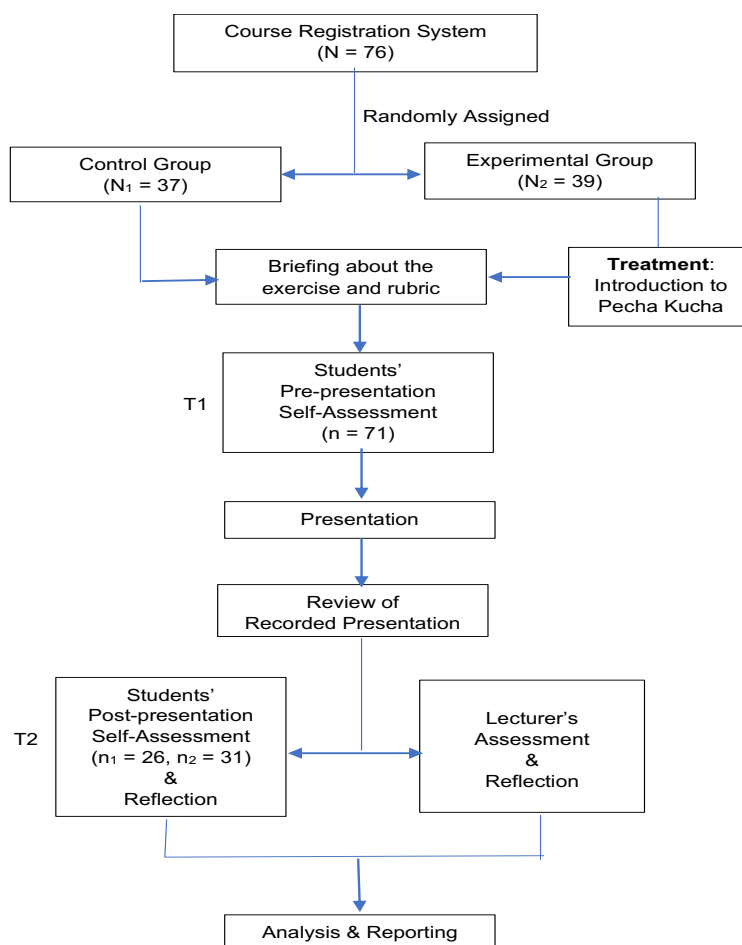 Course Registration System
(N = 76)
Randomly Assigned
Control Group
(N₁ = 37)
Experimental Group
(N₂ = 39)
Briefing about the
exercise and rubric
Treatment:
Introduction to
Pecha Kucha
T1
Students’
Pre-presentation
Self-Assessment
(n = 71)
Presentation
Review of
Recorded Presentation
T2
Students’
Post-presentation
Self-Assessment
(n₁ = 26, n₂ = 31)
&
Reflection
Lecturer’s
Assessment
&
Reflection
Analysis & Reporting